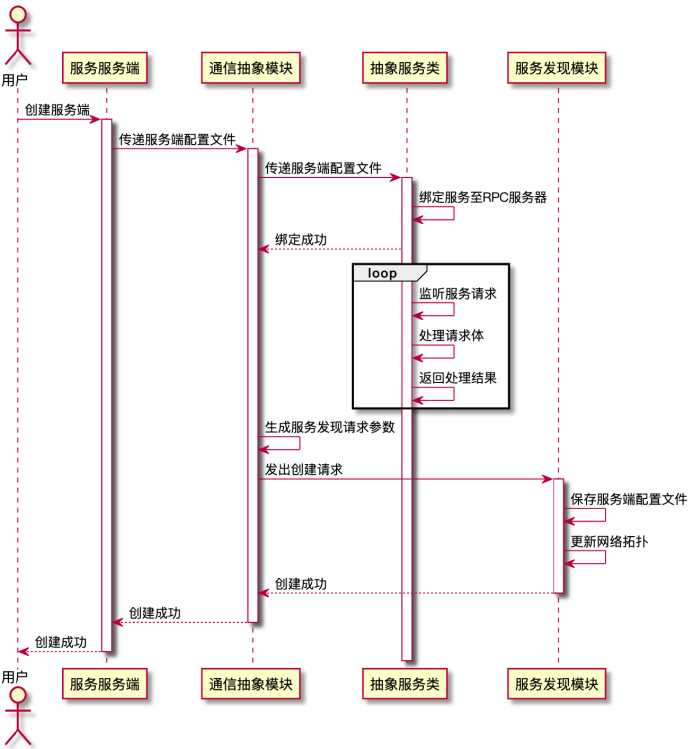 用户
服务服务端
通信抽象模块
抽象服务类
服务发现模块
创建服务端
传递服务端配置文件
传递服务端配置文件
绑定服务至RPC服务器
绑定成功
loop
监听服务请求
处理请求体
返回处理结果
生成服务发现请求参数
发出创建请求
保存服务端配置文件
更新网络拓扑
创建成功
创建成功
创建成功
用户
服务服务端
通信抽象模块
抽象服务类
服务发现模块